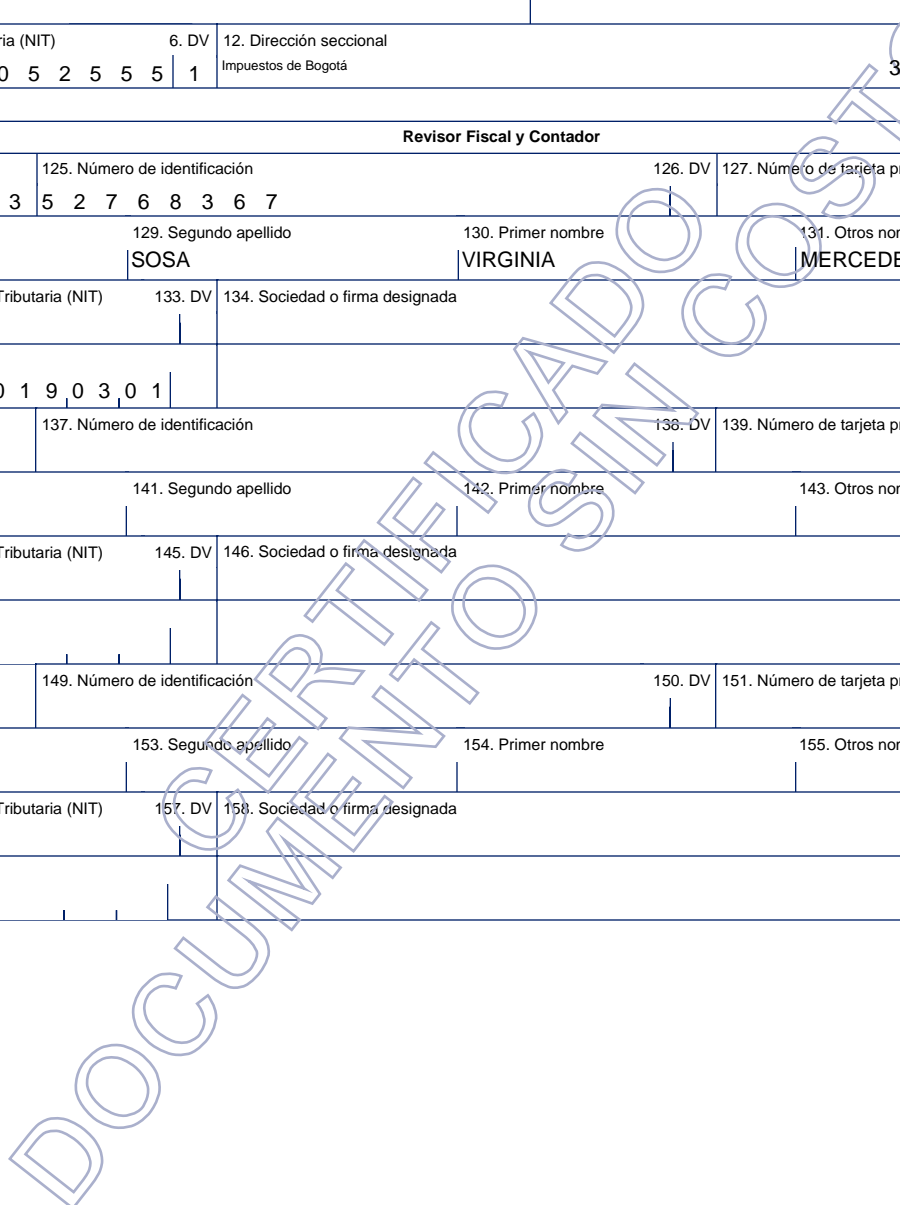 ria (NIT) 6. DV 12. Dirección seccional
0 5 2 5 5 5 1 Impuestos de Bogotá 3
Revisor Fiscal y Contador
125. Número de identificación 126. DV 127. Número de tarjeta pr
3 5 2 7 6 8 3 6 7
129. Segundo apellido 130. Primer nombre 131. Otros nor
SOSA VIRGINIA MERCEDE
Tributaria (NIT) 133. DV 134. Sociedad o firma designada
0 1 9 0 3 0 1
137. Número de identificación 138. DV 139. Número de tarjeta pr
141. Segundo apellido 142. Primer nombre 143. Otros nor
Tributaria (NIT) 145. DV 146. Sociedad o firma designada
149. Número de identificación 150. DV 151. Número de tarjeta pr
153. Segundo apellido 154. Primer nombre 155. Otros nor
Tributaria (NIT) 157. DV 158. Sociedad o firma designada
CERTIFICADO
DOCUMENTO SIN COSTO